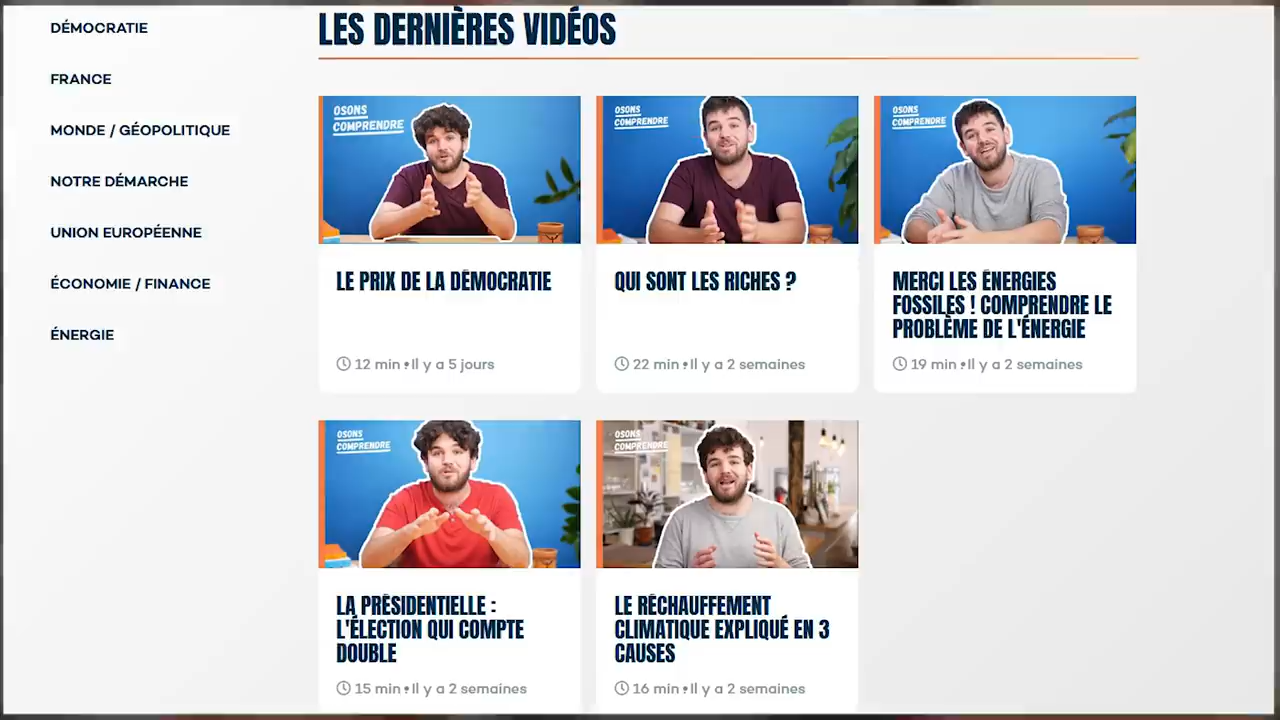 DÉMOCRATIE
FRANCE
MONDE / GÉOPOLITIQUE
NOTRE DÉMARCHE
UNION EUROPÉENNE
ÉCONOMIE / FINANCE
ÉNERGIE
LES DERNIÈRES VIDÉOS
OSONS
COMPRENDRE
LE PRIX DE LA DÉMOCRATIE
12 min • Il y a 5 jours
OSONS
COMPRENDRE
QUI SONT LES RICHES ?
22 min • Il y a 2 semaines
OSONS
COMPRENDRE
MERCI LES ÉNERGIES
FOSSILES ! COMPRENDRE LE
PROBLÈME DE L'ÉNERGIE
19 min • Il y a 2 semaines
OSONS
COMPRENDRE
LA PRÉSIDENTIELLE :
L'ÉLECTION QUI COMPTE
DOUBLE
15 min • Il y a 2 semaines
OSONS
COMPRENDRE
LE RÉCHAUFFEMENT
CLIMATIQUE EXPLIQUÉ EN 3
CAUSES
16 min • Il y a 2 semaines